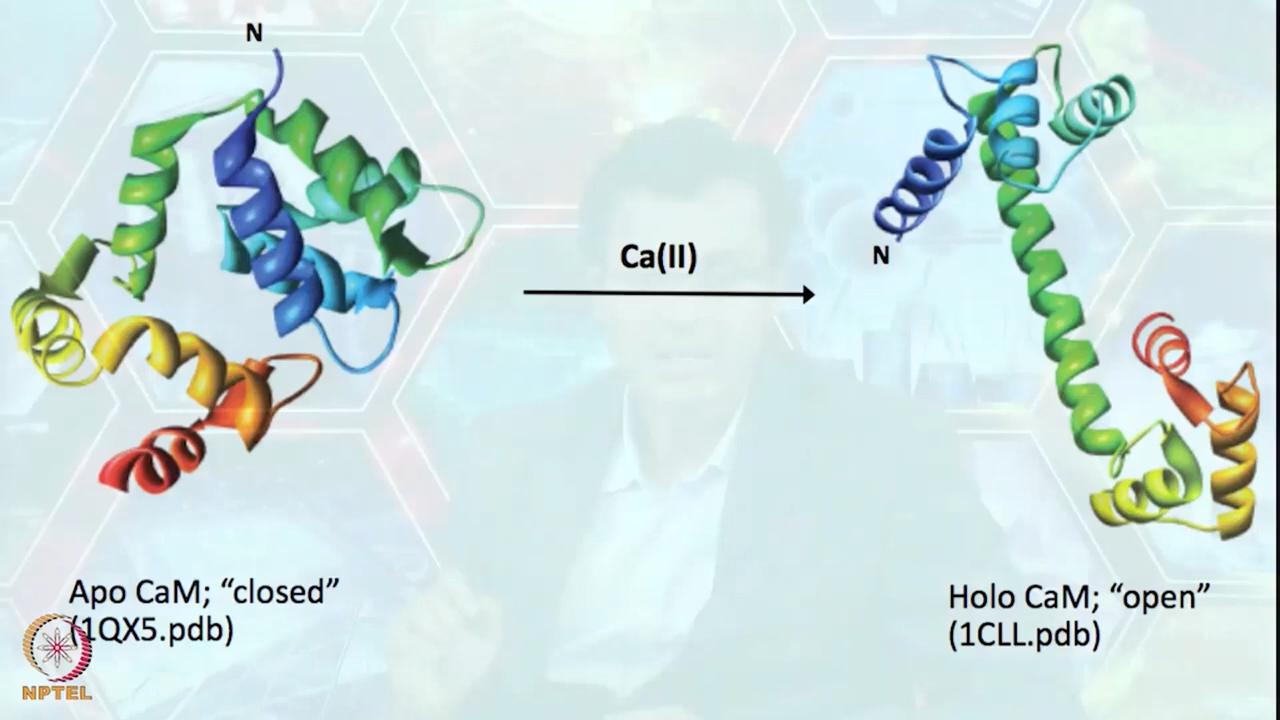 N
Ca(II)
N
Apo CaM; “closed”
(1QX5.pdb)
Holo CaM; “open”
(1CLL.pdb)
NPTEL